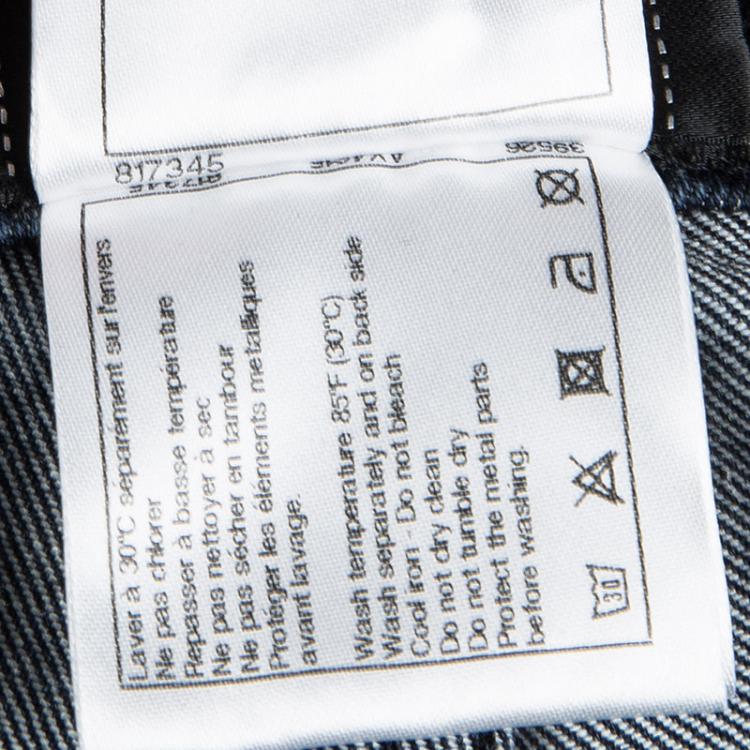 817345
Laver à 30°C séparément sur l'envers
Ne pas chlorer
Repasser à basse température
Ne pas nettoyer à sec
Ne pas sécher en tambour
Protéger les éléments metalliques
avant lavage.
Wash temperature 85°F (30°C)
Wash separately and on back side
Cool iron - Do not bleach
Do not dry clean
Do not tumble dry
Protect the metal parts
before washing.
30